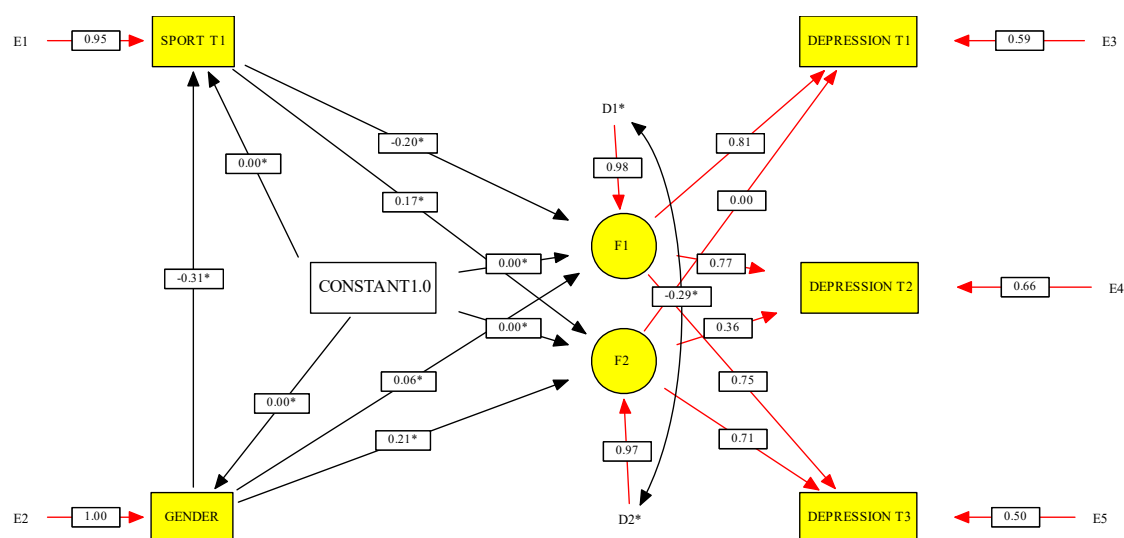 E1
0.95
SPORT T1
DEPRESSION T1
0.59
E3
D1*
-0.20*
0.81
0.00*
0.98
0.17*
0.00
F1
-0.31*
0.00*
0.77
CONSTANT1.0
-0.29*
DEPRESSION T2
0.66
E4
0.00*
0.36
F2
0.06*
0.75
0.00*
0.21*
0.71
0.97
E2
1.00
GENDER
D2*
DEPRESSION T3
0.50
E5